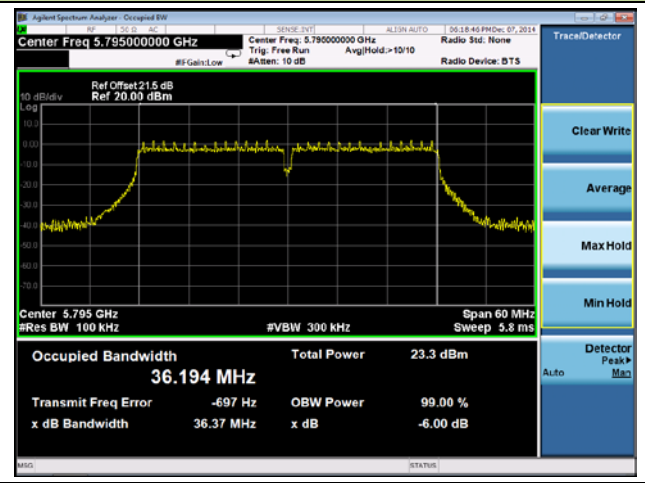 Agilent Spectrum Analyzer - Occupied BW
RF 50 Ω AC SENSE:INT ALIGN AUTO 06:18:46 PM Dec 07, 2014
Center Freq 5.795000000 GHz
Center Freq: 5.795000000 GHz
Radio Std: None
Trig: Free Run Avg|Hold:>10/10
#IFGain:Low #Atten: 10 dB Radio Device: BTS
Ref Offset 21.5 dB
10 dB/div Ref 20.00 dBm
Log
10.0
0.00
-10.0
-20.0
-30.0
-40.0
-50.0
-60.0
-70.0
Center 5.795 GHz Span 60 MHz
#Res BW 100 kHz #VBW 300 kHz Sweep 5.8 ms
Occupied Bandwidth Total Power 23.3 dBm
36.194 MHz
Transmit Freq Error -697 Hz OBW Power 99.00 %
x dB Bandwidth 36.37 MHz x dB -6.00 dB
MSG STATUS
Trace/Detector
Clear Write
Average
Max Hold
Min Hold
Detector
Peak▶
Auto Man